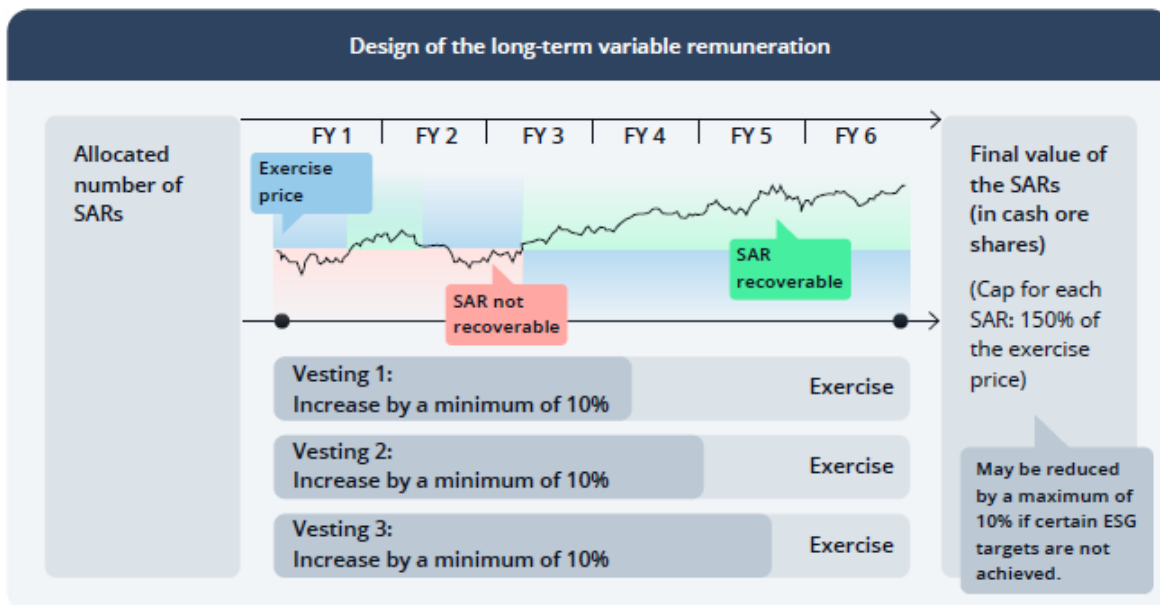 Design of the long-term variable remuneration
Allocated
number of
SARs
FY 1
FY 2
FY 3
FY 4
FY 5
FY 6
Exercise
price
SAR not
recoverable
SAR
recoverable
Vesting 1:
Increase by a minimum of 10%
Exercise
Vesting 2:
Increase by a minimum of 10%
Exercise
Vesting 3:
Increase by a minimum of 10%
Exercise
Final value of
the SARs
(in cash ore
shares)
(Cap for each
SAR: 150% of
the exercise
price)
May be reduced
by a maximum of
10% if certain ESG
targets are not
achieved.